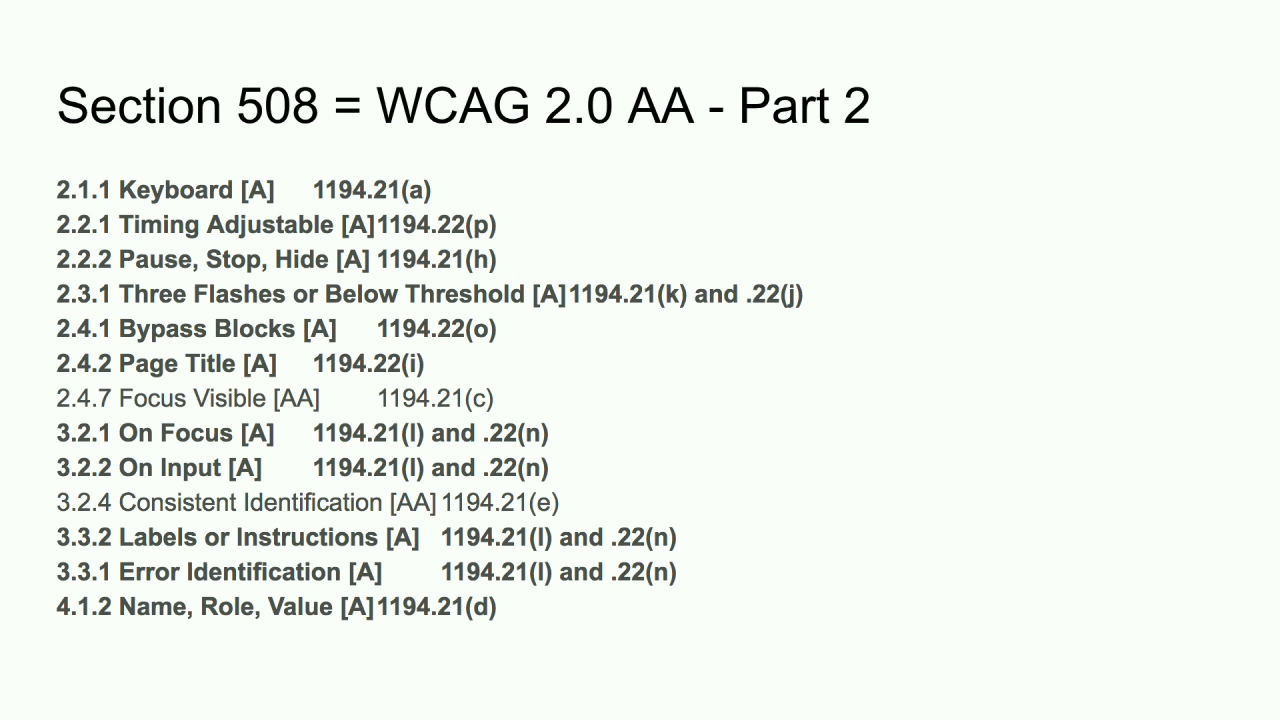 Section 508 = WCAG 2.0 AA - Part 2
2.1.1 Keyboard [A] 1194.21(a)
2.2.1 Timing Adjustable [A] 1194.22(p)
2.2.2 Pause, Stop, Hide [A] 1194.21(h)
2.3.1 Three Flashes or Below Threshold [A] 1194.21(k) and .22(j)
2.4.1 Bypass Blocks [A] 1194.22(o)
2.4.2 Page Title [A] 1194.22(i)
2.4.7 Focus Visible [AA] 1194.21(c)
3.2.1 On Focus [A] 1194.21(l) and .22(n)
3.2.2 On Input [A] 1194.21(l) and .22(n)
3.2.4 Consistent Identification [AA] 1194.21(e)
3.3.2 Labels or Instructions [A] 1194.21(l) and .22(n)
3.3.1 Error Identification [A] 1194.21(l) and .22(n)
4.1.2 Name, Role, Value [A] 1194.21(d)